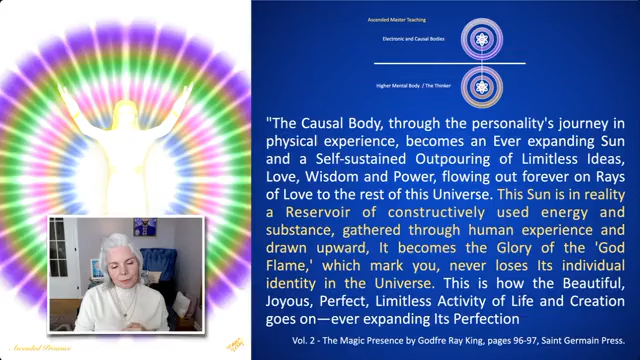 Ascended Master Teaching
Electronic and Causal Bodies
Higher Mental Body / The Thinker
"The Causal Body, through the personality's journey in
physical experience, becomes an Ever expanding Sun
and a Self-sustained Outpouring of Limitless Ideas,
Love, Wisdom and Power, flowing out forever on Rays
of Love to the rest of this Universe. This Sun is in reality
a Reservoir of constructively used energy and
substance, gathered through human experience and
drawn upward, It becomes the Glory of the 'God
Flame,' which mark you, never loses Its individual
identity in the Universe. This is how the Beautiful,
Joyous, Perfect, Limitless Activity of Life and Creation
goes on—ever expanding Its Perfection
Vol. 2 - The Magic Presence by Godfre Ray King, pages 96-97, Saint Germain Press.
Ascended Presence